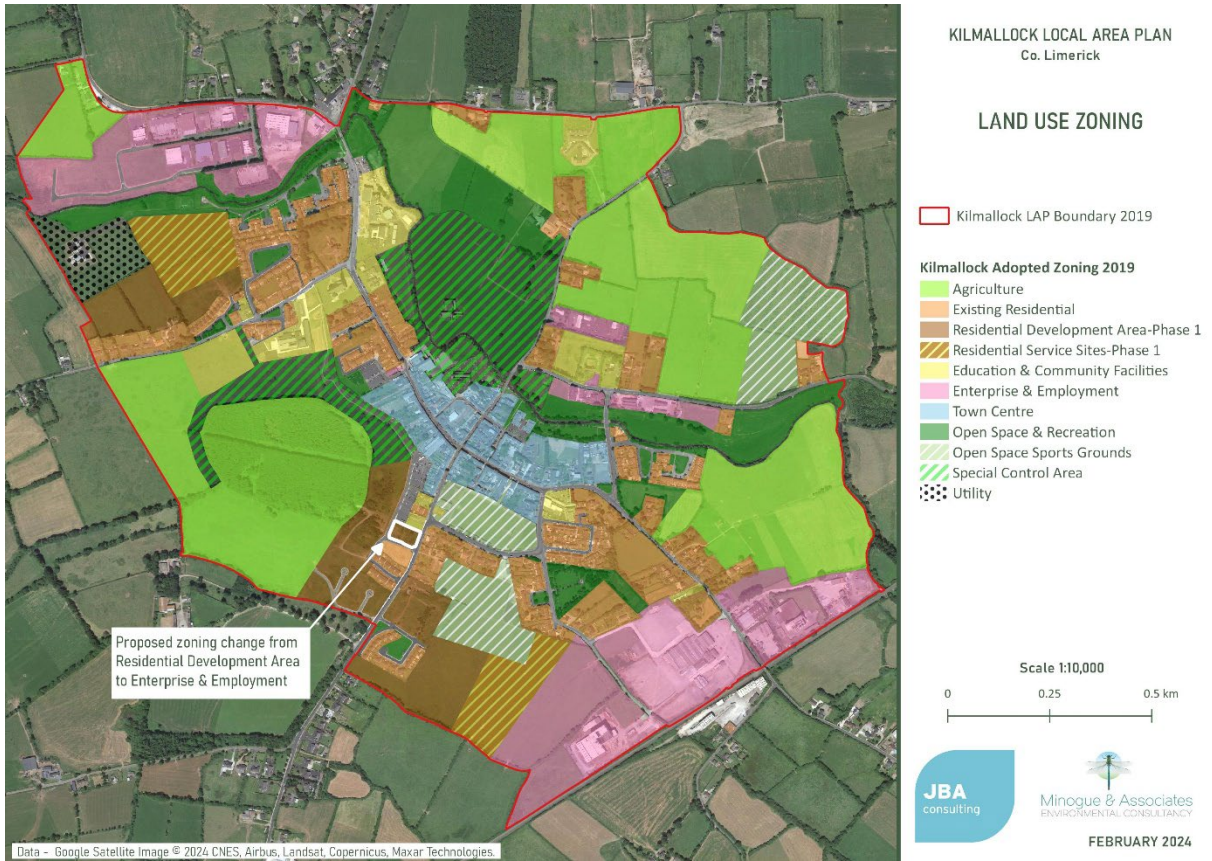 KILMALLOCK LOCAL AREA PLAN
Co. Limerick
LAND USE ZONING
Kilmallock LAP Boundary 2019
Kilmallock Adopted Zoning 2019
Agriculture
Existing Residential
Residential Development Area-Phase 1
Residential Service Sites-Phase 1
Education & Community Facilities
Enterprise & Employment
Town Centre
Open Space & Recreation
Open Space Sports Grounds
Special Control Area
Utility
Proposed zoning change from
Residential Development Area
to Enterprise & Employment
Scale 1:10,000
0 0.25 0.5 km
JBA
consulting
Minogue & Associates
ENVIRONMENTAL CONSULTANCY
FEBRUARY 2024
Data - Google Satellite Image © 2024 CNES, Airbus, Landsat, Copernicus, Maxar Technologies.